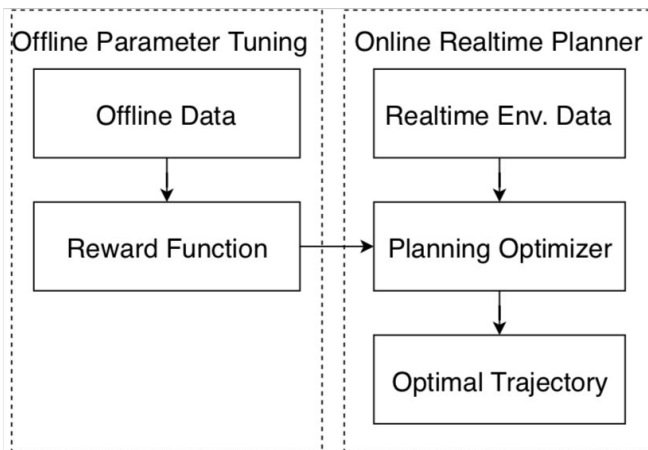 Offline Parameter Tuning
Offline Data
Reward Function
Online Realtime Planner
Realtime Env. Data
Planning Optimizer
Optimal Trajectory